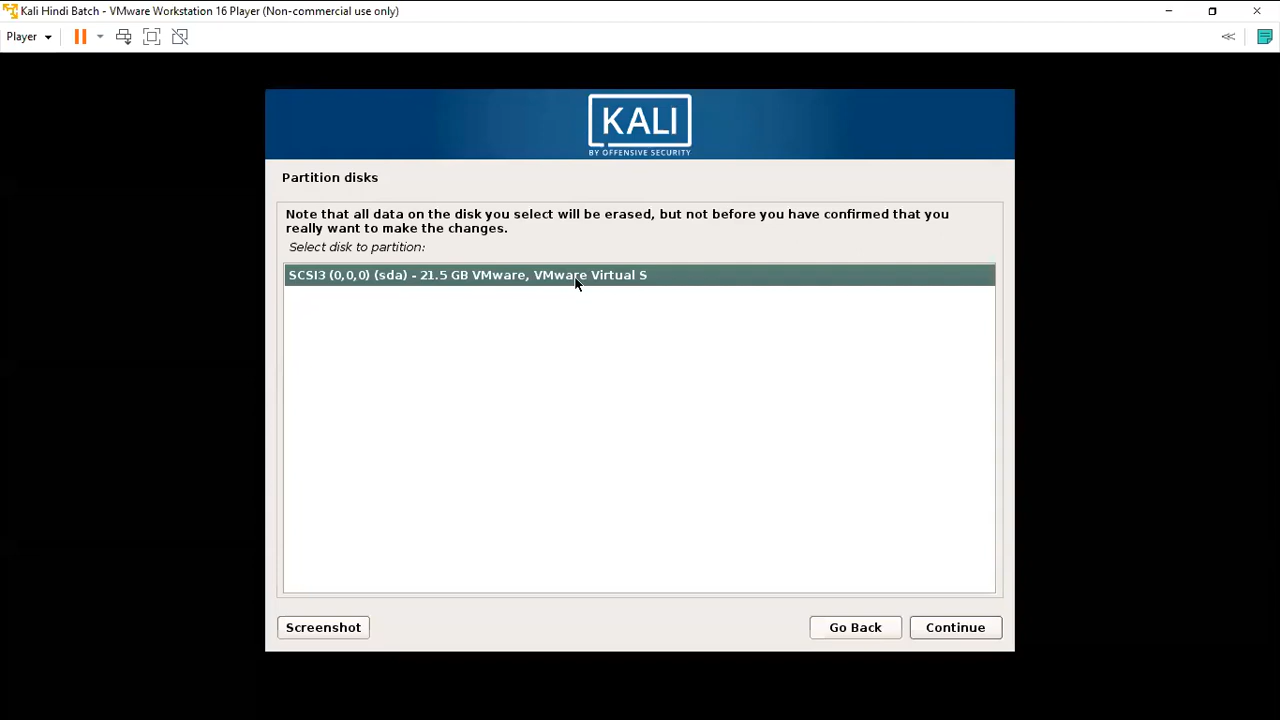 Kali Hindi Batch - VMware Workstation 16 Player (Non-commercial use only)
Player
KALI
BY OFFENSIVE SECURITY
Partition disks
Note that all data on the disk you select will be erased, but not before you have confirmed that you
really want to make the changes.
Select disk to partition:
SCSI3 (0,0,0) (sda) - 21.5 GB VMware, VMware Virtual S
Screenshot
Go Back
Continue